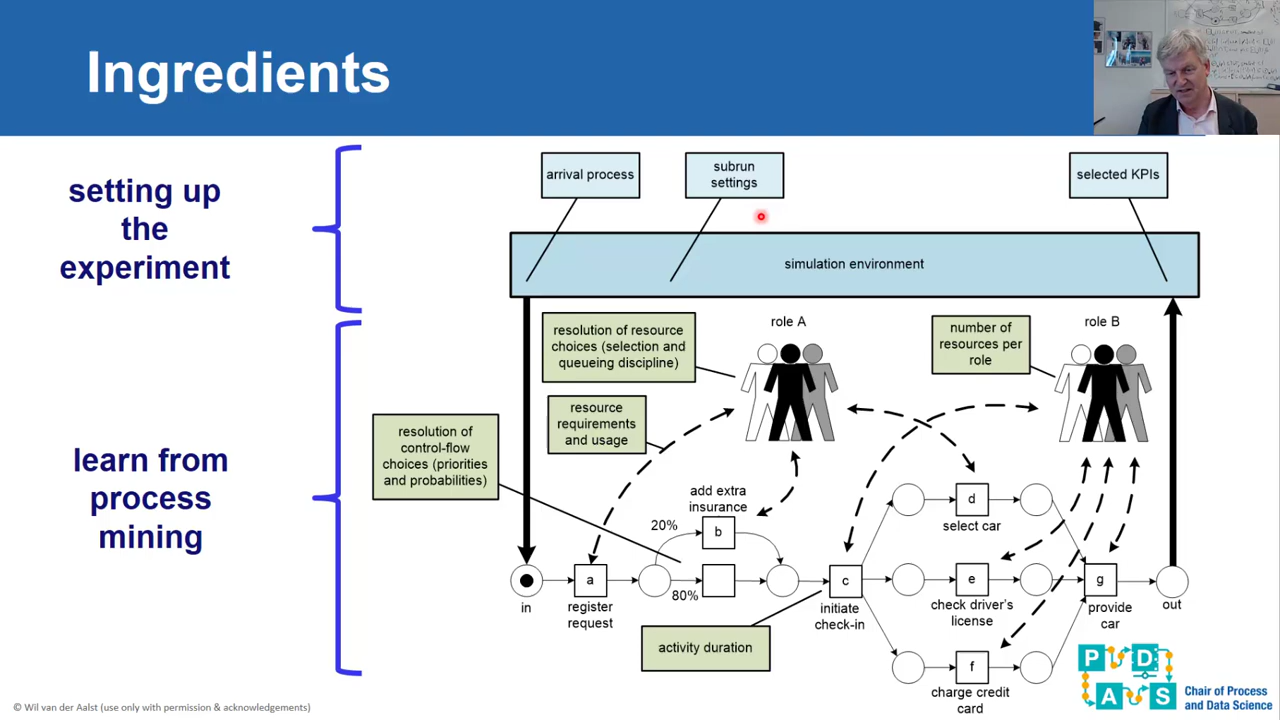 Ingredients
setting up
the
experiment
learn from
process
mining
arrival process
subrun
settings
selected KPIs
simulation environment
resolution of resource
choices (selection and
queueing discipline)
role A
number of
resources per
role
role B
resource
requirements
and usage
resolution of
control-flow
choices (priorities
and probabilities)
add extra
insurance
20%
b
80%
d
select car
in
a
register
request
c
initiate
check-in
e
check driver's
license
g
provide
car
out
activity duration
f
charge credit
card
P D
A S
Chair of Process
and Data Science
© Wil van der Aalst (use only with permission & acknowledgements)